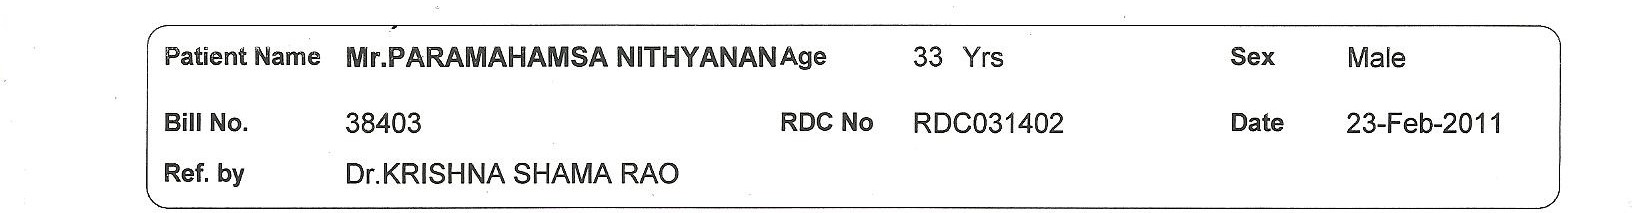 Patient Name Mr.PARAMAHAMSA NITHYANAN Age 33 Yrs Sex Male
Bill No. 38403 RDC No RDC031402 Date 23-Feb-2011
Ref. by Dr.KRISHNA SHAMA RAO